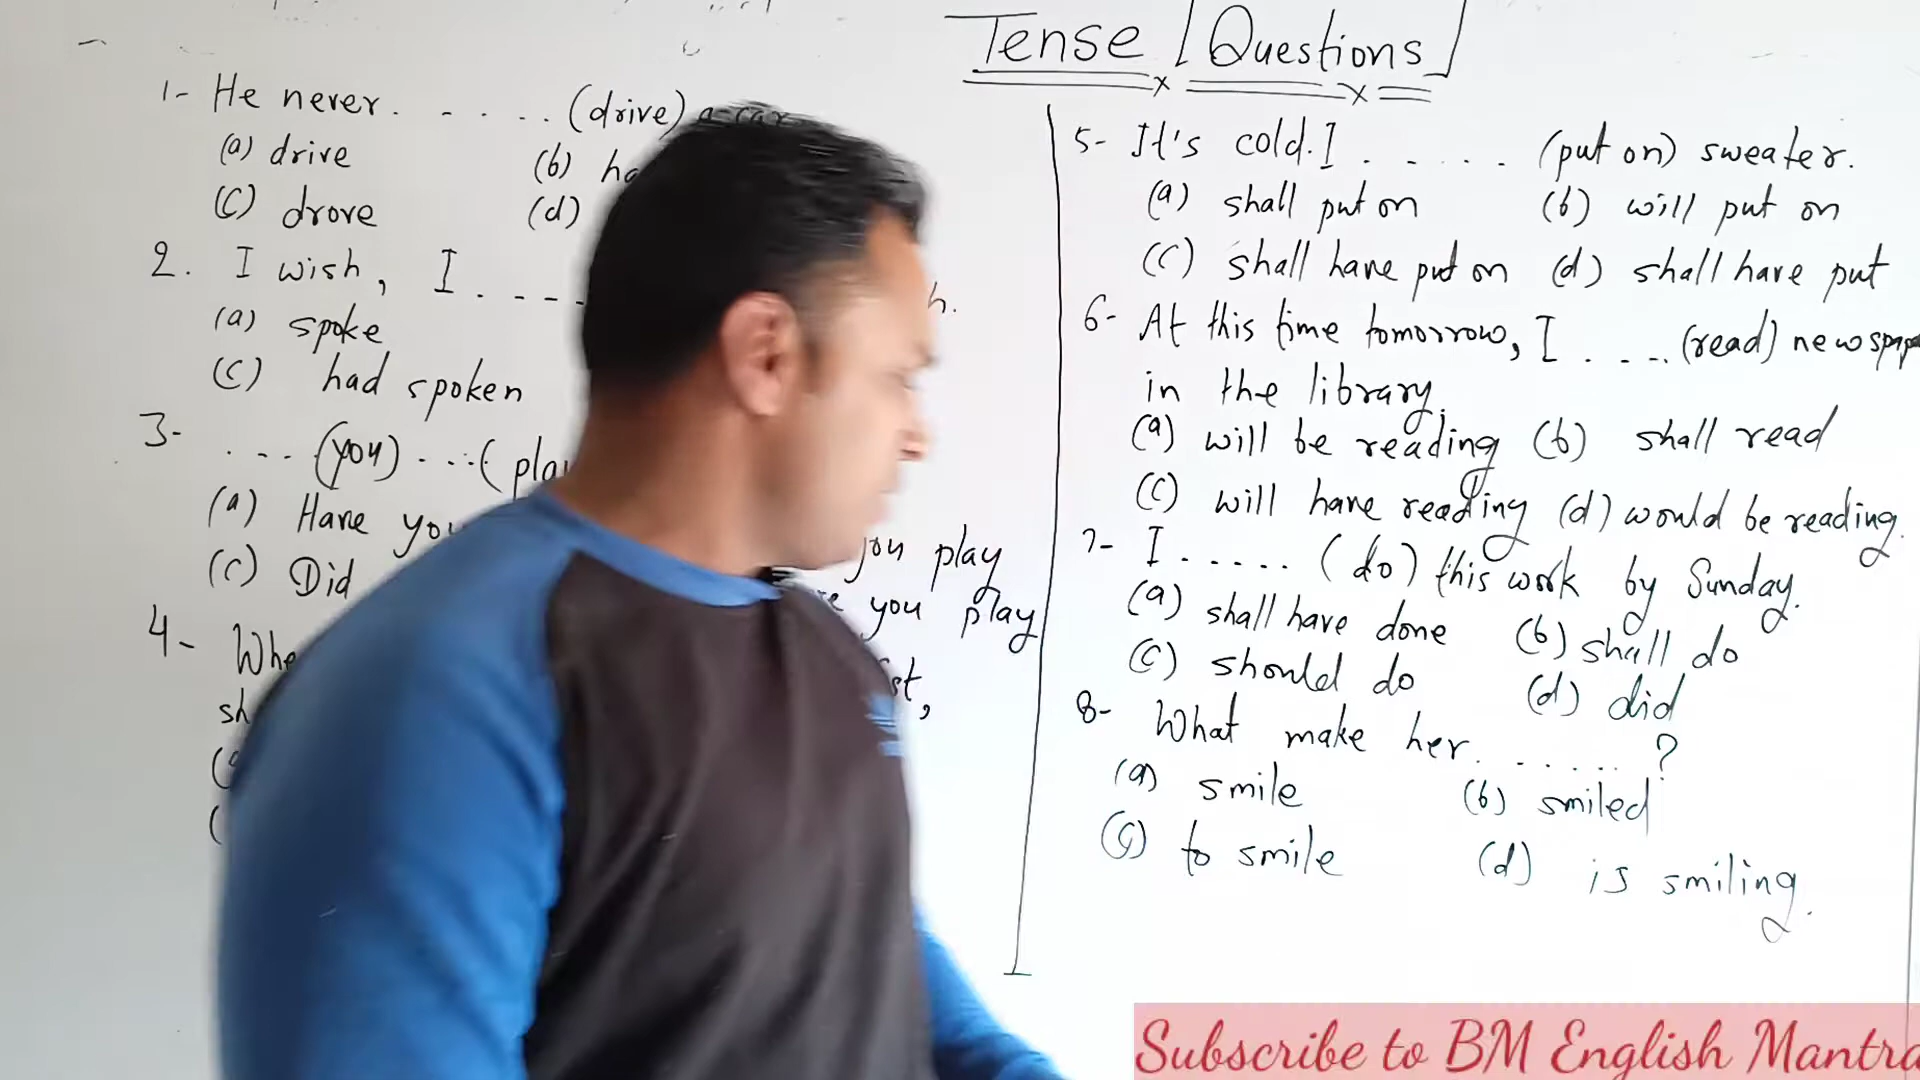 Tense [Questions]
1- He never. . . . . . (drive) a car
(a) drive (b)
(c) drove (d)
2. I wish, I . - - - h.
(a) spoke
(c) had spoken
3- . . - - (you) . . . (
(a) Have you play
(c) Did you play
4-
st,
5- It's cold. I . . . . . (put on) sweater.
(a) shall put on (b) will put on
(c) shall have put on (d) shall have put
6- At this time tomorrow, I . . . . (read)
in the library.
(a) will be reading (b) shall read
(c) will have reading (d) would be reading.
7- I . . . . . . (do) this work by Sunday.
(a) shall have done (b) shall do
(c) should do (d) did
8- What make her . . . . . . ?
(a) smile (b) smiled
(c) to smile (d) is smiling.
Subscribe to BM English Mantra